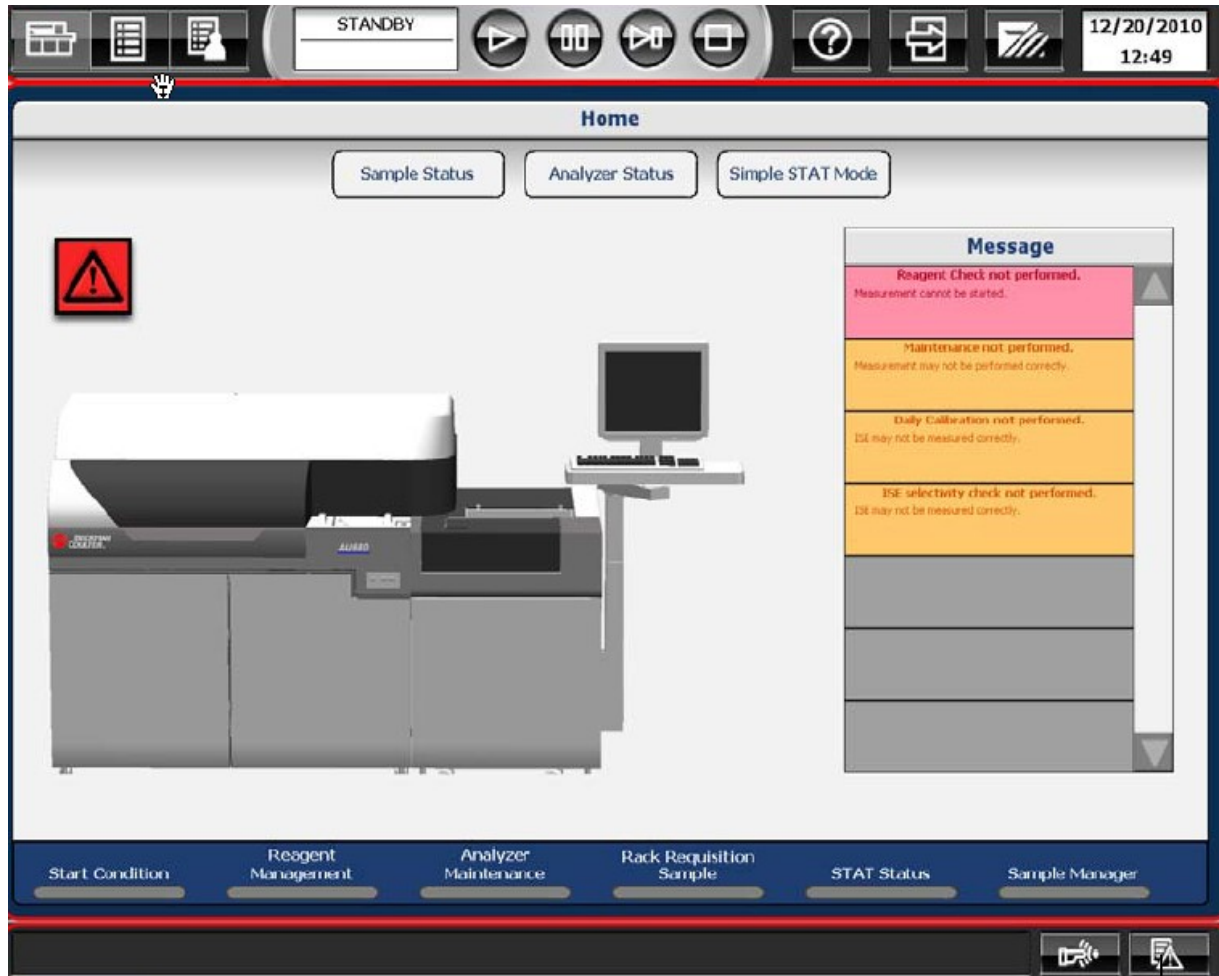 STANDBY
12/20/2010
12:49
Home
Sample Status
Analyzer Status
Simple STAT Mode
Message
Reagent Check not performed.
Measurement cannot be started.
Maintenance not performed.
Measurement may not be performed correctly.
Daily Calibration not performed.
ISE may not be measured correctly.
ISE selectivity check not performed.
ISE may not be measured correctly.
BECKMAN
COULTER
AU680
Start Condition
Reagent
Management
Analyzer
Maintenance
Rack Requisition
Sample
STAT Status
Sample Manager